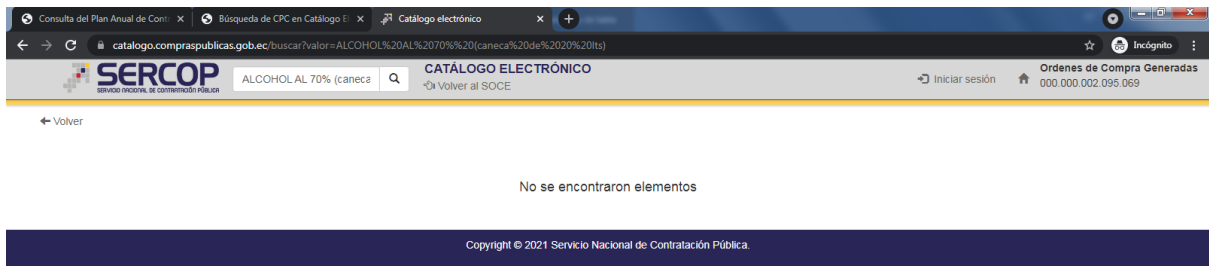 Consulta del Plan Anual de Cont
Búsqueda de CPC en Catálogo El
Catálogo electrónico
catalogo.compraspublicas.gob.ec/buscar?valor=ALCOHOL%20AL%2070%%20(caneca%20de%2020%20lts)
Incógnito
SERCOP
SERVICIO NACIONAL DE CONTRATACIÓN PÚBLICA
ALCOHOL AL 70% (caneca
CATÁLOGO ELECTRÓNICO
Volver al SOCE
Iniciar sesión
Ordenes de Compra Generadas
000.000.002.095.069
Volver
No se encontraron elementos
Copyright © 2021 Servicio Nacional de Contratación Pública.